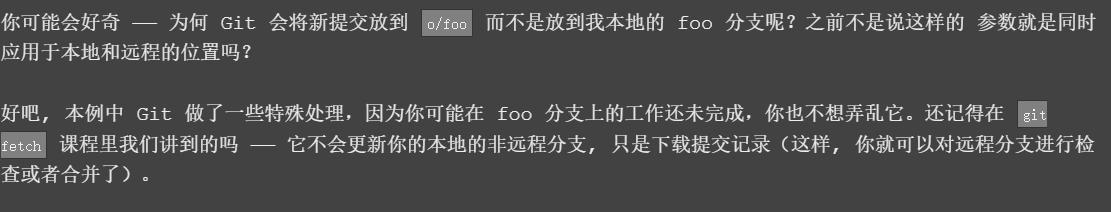 你可能会好奇 —— 为何 Git 会将新提交放到 o/foo 而不是放到我本地的 foo 分支呢？之前不是说这样的 参数就是同时
应用于本地和远程的位置吗？
好吧, 本例中 Git 做了一些特殊处理，因为你可能在 foo 分支上的工作还未完成，你也不想弄乱它。还记得在 git
fetch 课程里我们讲到的吗 —— 它不会更新你的本地的非远程分支, 只是下载提交记录（这样, 你就可以对远程分支进行检
查或者合并了）。